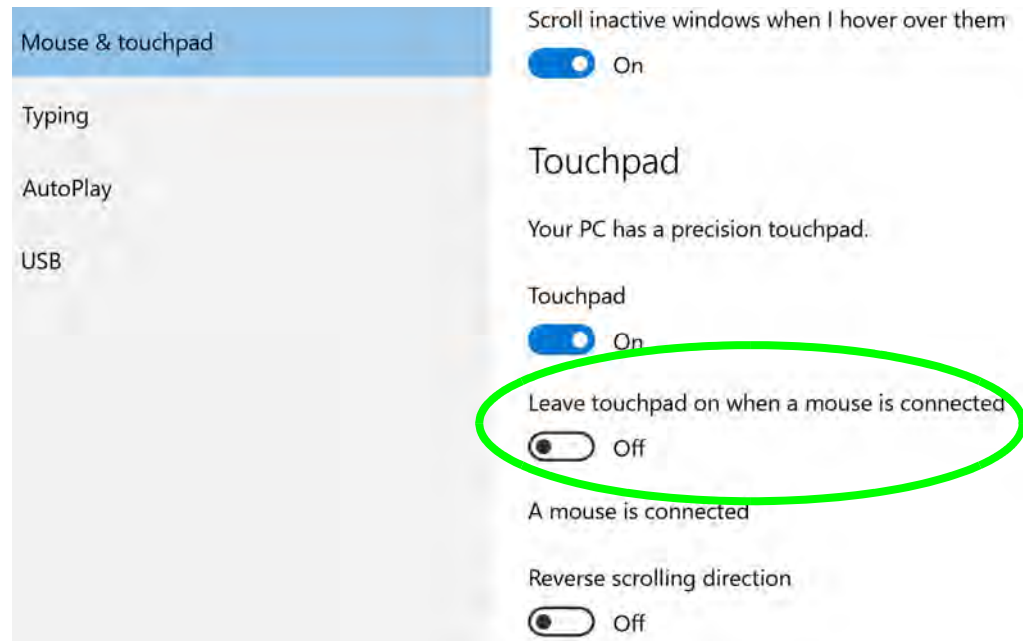 Mouse & touchpad
Typing
AutoPlay
USB
Scroll inactive windows when I hover over them
On
Touchpad
Your PC has a precision touchpad.
Touchpad
On
Leave touchpad on when a mouse is connected
Off
A mouse is connected
Reverse scrolling direction
Off